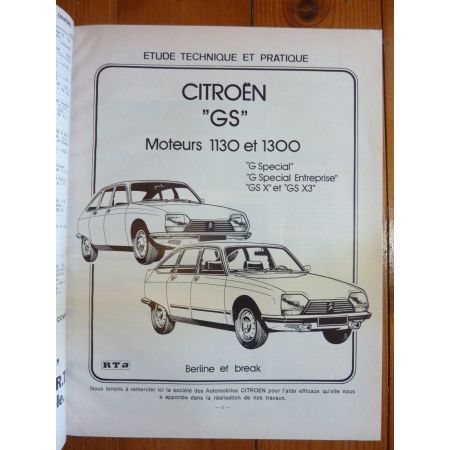 ETUDE TECHNIQUE ET PRATIQUE
CITROËN
"GS"
Moteurs 1130 et 1300
"G Special"
"G Special Entreprise"
"GS X" et "GS X3"
RTa
Berline et break
Nous tenons à remercier ici la société des Automobiles CITROEN pour l'aide efficace qu'elle nous
a apportée dans la réalisation de nos travaux.